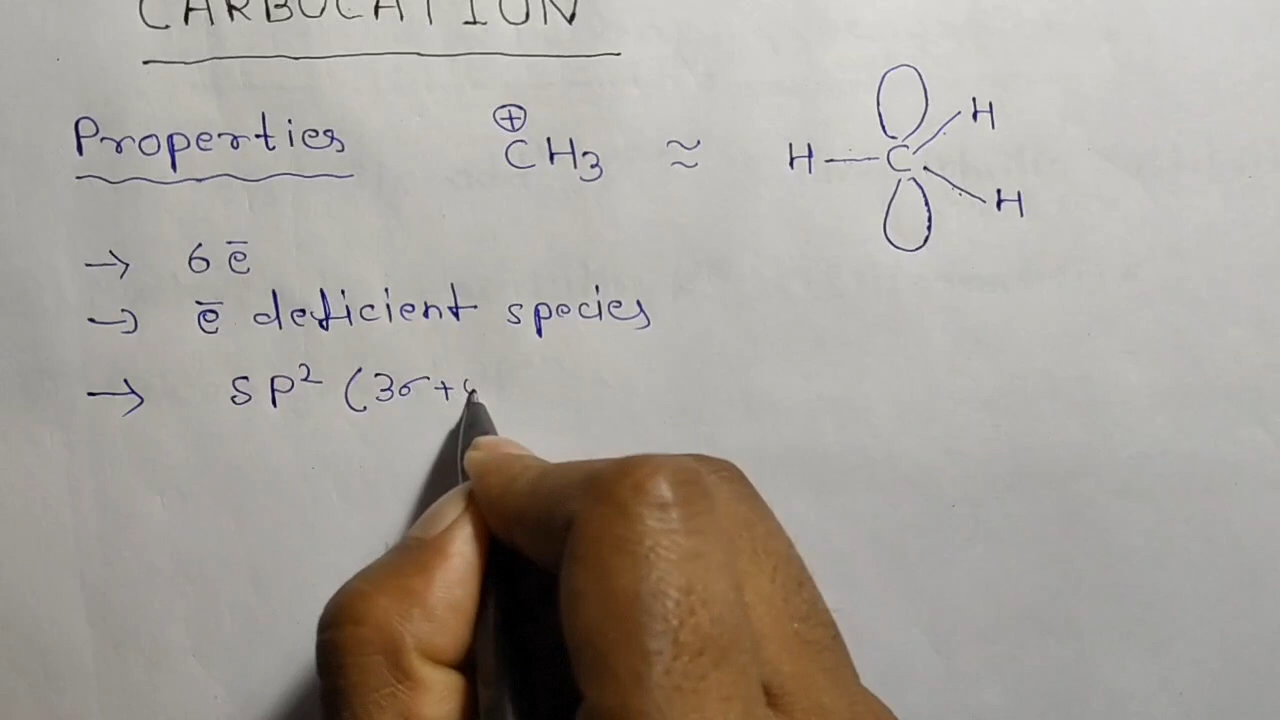 CARBOCATION
Properties
⊕
CH3 ≈ H—C H H
→ 6 ē
→ ē deficient species
→ SP² (3σ+